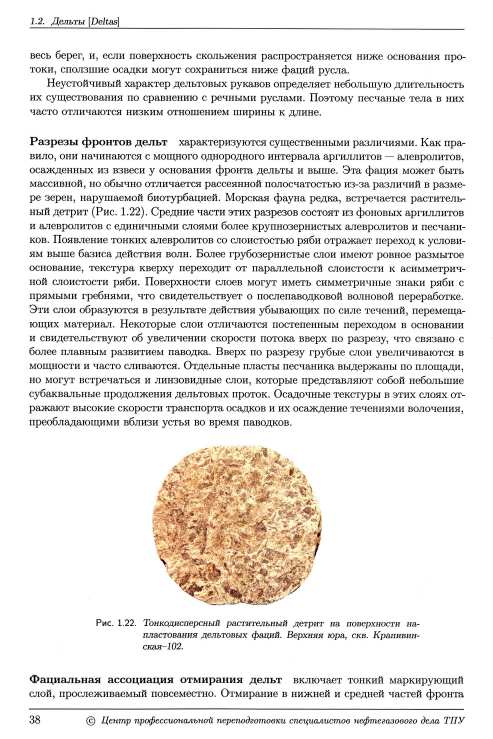 1.2. Дельты [Deltas]
весь берег, и, если поверхность скольжения распространяется ниже основания про-
токи, сползшие осадки могут сохраниться ниже фаций русла.
Неустойчивый характер дельтовых рукавов определяет небольшую длительность
их существования по сравнению с речными руслами. Поэтому песчаные тела в них
часто отличаются низким отношением ширины к длине.
Разрезы фронтов дельт характеризуются существенными различиями. Как пра-
вило, они начинаются с мощного однородного интервала аргиллитов — алевролитов,
осажденных из взвеси у основания фронта дельты и выше. Эта фация может быть
массивной, но обычно отличается рассеянной полосчатостью из-за различий в разме-
ре зерен, нарушаемой биотурбацией. Морская фауна редка, встречается раститель-
ный детрит (Рис. 1.22). Средние части этих разрезов состоят из фоновых аргиллитов
и алевролитов с единичными слоями более крупнозернистых алевролитов и песчани-
ков. Появление тонких алевролитов со слоистостью ряби отражает переход к услови-
ям выше базиса действия волн. Более грубозернистые слои имеют ровное размытое
основание, текстура кверху переходит от параллельной слоистости к асимметрич-
ной слоистости ряби. Поверхности слоев могут иметь симметричные знаки ряби с
прямыми гребнями, что свидетельствует о послепаводковой волновой переработке.
Эти слои образуются в результате действия убывающих по силе течений, перемеща-
ющих материал. Некоторые слои отличаются постепенным переходом в основании
и свидетельствуют об увеличении скорости потока вверх по разрезу, что связано с
более плавным развитием паводка. Вверх по разрезу грубые слои увеличиваются в
мощности и часто сливаются. Отдельные пласты песчаника выдержаны по площади,
но могут встречаться и линзовидные слои, которые представляют собой небольшие
субаквальные продолжения дельтовых проток. Осадочные текстуры в этих слоях от-
ражают высокие скорости транспорта осадков и их осаждение течениями волочения,
преобладающими вблизи устья во время паводков.
Рис. 1.22. Тонкодисперсный растительный детрит на поверхности на-
пластования дельтовых фаций. Верхняя юра, скв. Крапивин-
ская–102.
Фациальная ассоциация отмирания дельт включает тонкий маркирующий
слой, прослеживаемый повсеместно. Отмирание в нижней и средней частей фронта
38 © Центр профессиональной переподготовки специалистов нефтегазового дела ТПУ